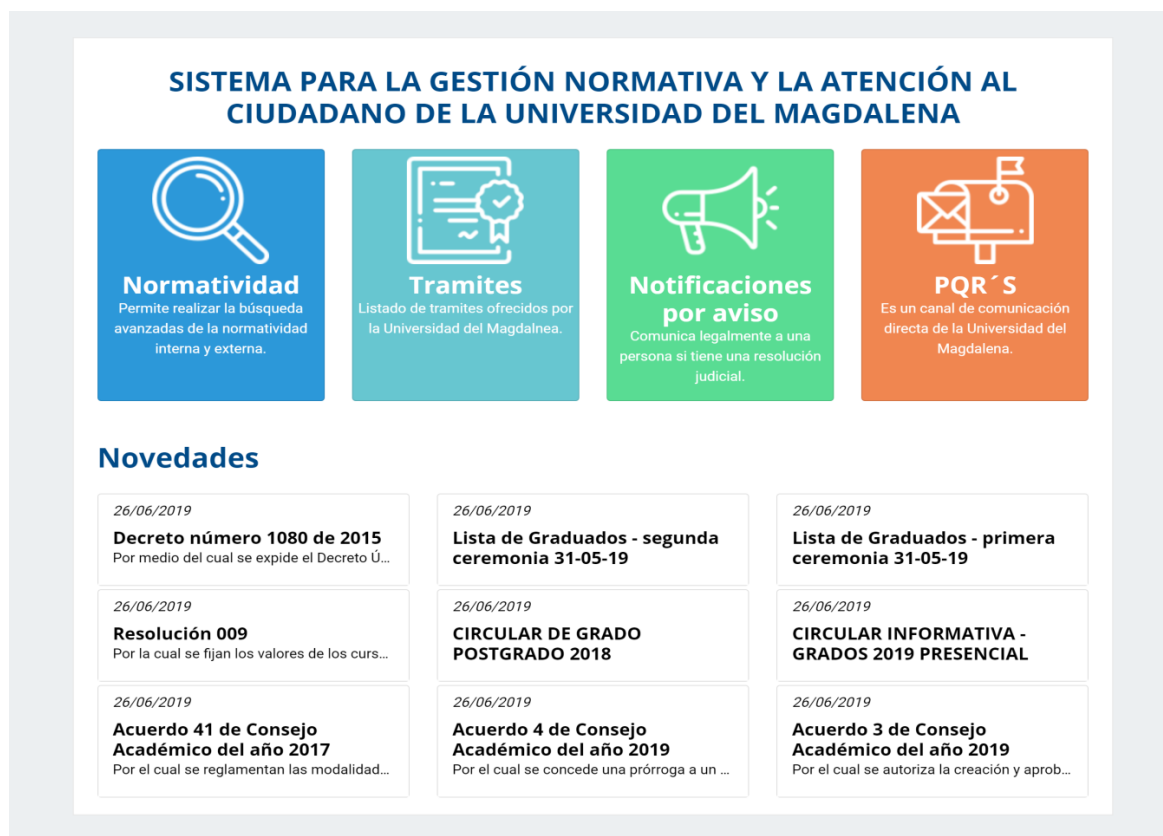 SISTEMA PARA LA GESTIÓN NORMATIVA Y LA ATENCIÓN AL
CIUDADANO DE LA UNIVERSIDAD DEL MAGDALENA
Normatividad
Permite realizar la búsqueda
avanzadas de la normatividad
interna y externa.
Tramites
Listado de tramites ofrecidos por
la Universidad del Magdalnea.
Notificaciones
por aviso
Comunica legalmente a una
persona si tiene una resolución
judicial.
PQR´S
Es un canal de comunicación
directa de la Universidad del
Magdalena.
Novedades
26/06/2019
Decreto número 1080 de 2015
Por medio del cual se expide el Decreto Ú...
26/06/2019
Lista de Graduados - segunda
ceremonia 31-05-19
26/06/2019
Lista de Graduados - primera
ceremonia 31-05-19
26/06/2019
Resolución 009
Por la cual se fijan los valores de los curs...
26/06/2019
CIRCULAR DE GRADO
POSTGRADO 2018
26/06/2019
CIRCULAR INFORMATIVA -
GRADOS 2019 PRESENCIAL
26/06/2019
Acuerdo 41 de Consejo
Académico del año 2017
Por el cual se reglamentan las modalidad...
26/06/2019
Acuerdo 4 de Consejo
Académico del año 2019
Por el cual se concede una prórroga a un ...
26/06/2019
Acuerdo 3 de Consejo
Académico del año 2019
Por el cual se autoriza la creación y aprob...